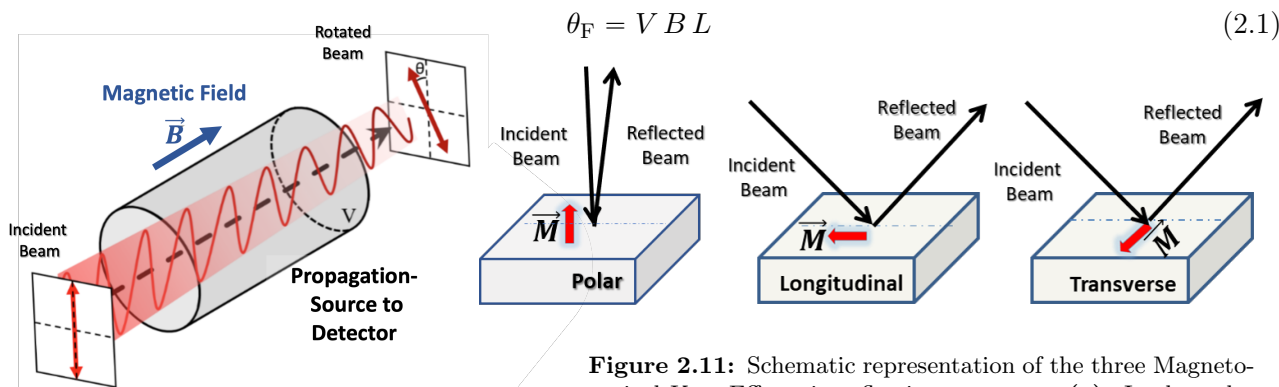 θ_F = V B L (2.1)
Rotated
Beam
θ
Magnetic Field
B⃗
V
Incident
Beam
Propagation-
Source to
Detector
Incident
Beam
Reflected
Beam
M⃗
Polar
Incident
Beam
Reflected
Beam
M⃗
Longitudinal
Incident
Beam
Reflected
Beam
M⃗
Transverse
Figure 2.11: Schematic representation of the three Magneto-